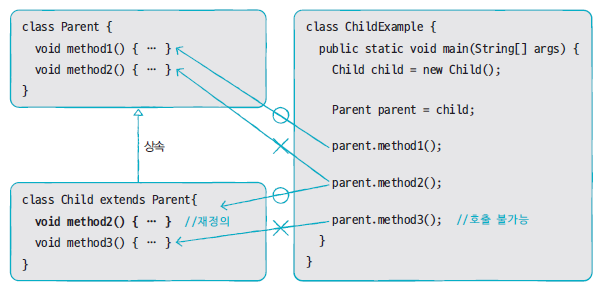 class Parent {
void method1() { … }
void method2() { … }
}
상속
class Child extends Parent{
void method2() { … } //재정의
void method3() { … }
}
class ChildExample {
public static void main(String[] args) {
Child child = new Child();
Parent parent = child;
parent.method1();
parent.method2();
parent.method3(); //호출 불가능
}
}